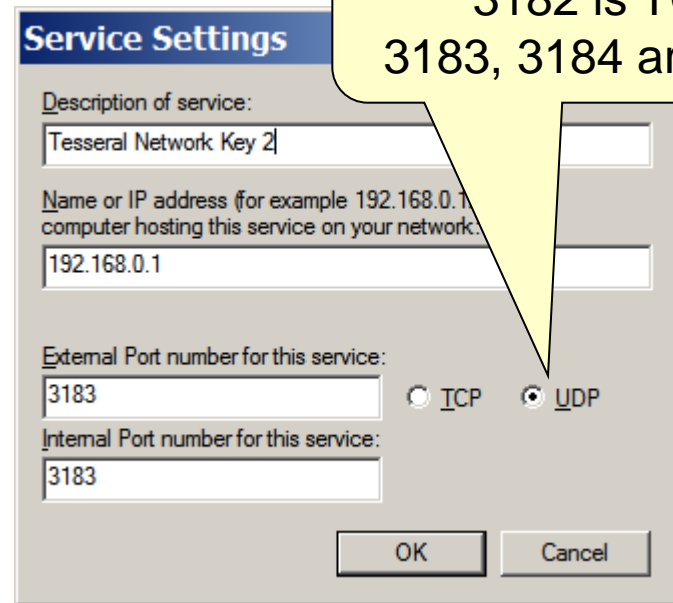 3182 is
3183, 3184
Service Settings
Description of service:
Tesseral Network Key 2
Name or IP address (for example 192.168.0.
computer hosting this service on your network:
192.168.0.1
External Port number for this service:
3183
TCP
UDP
Internal Port number for this service:
3183
OK
Cancel